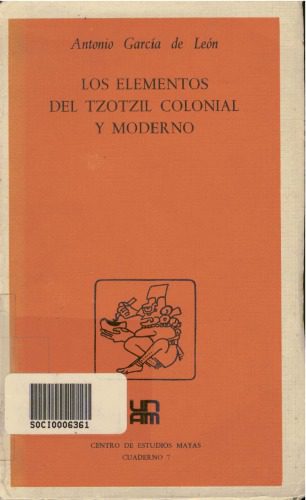 Antonio García de León
LOS ELEMENTOS
DEL TZOTZIL COLONIAL
Y MODERNO
UN
AM
SOCI0006361
CENTRO DE ESTUDIOS MAYAS
CUADERNO 7